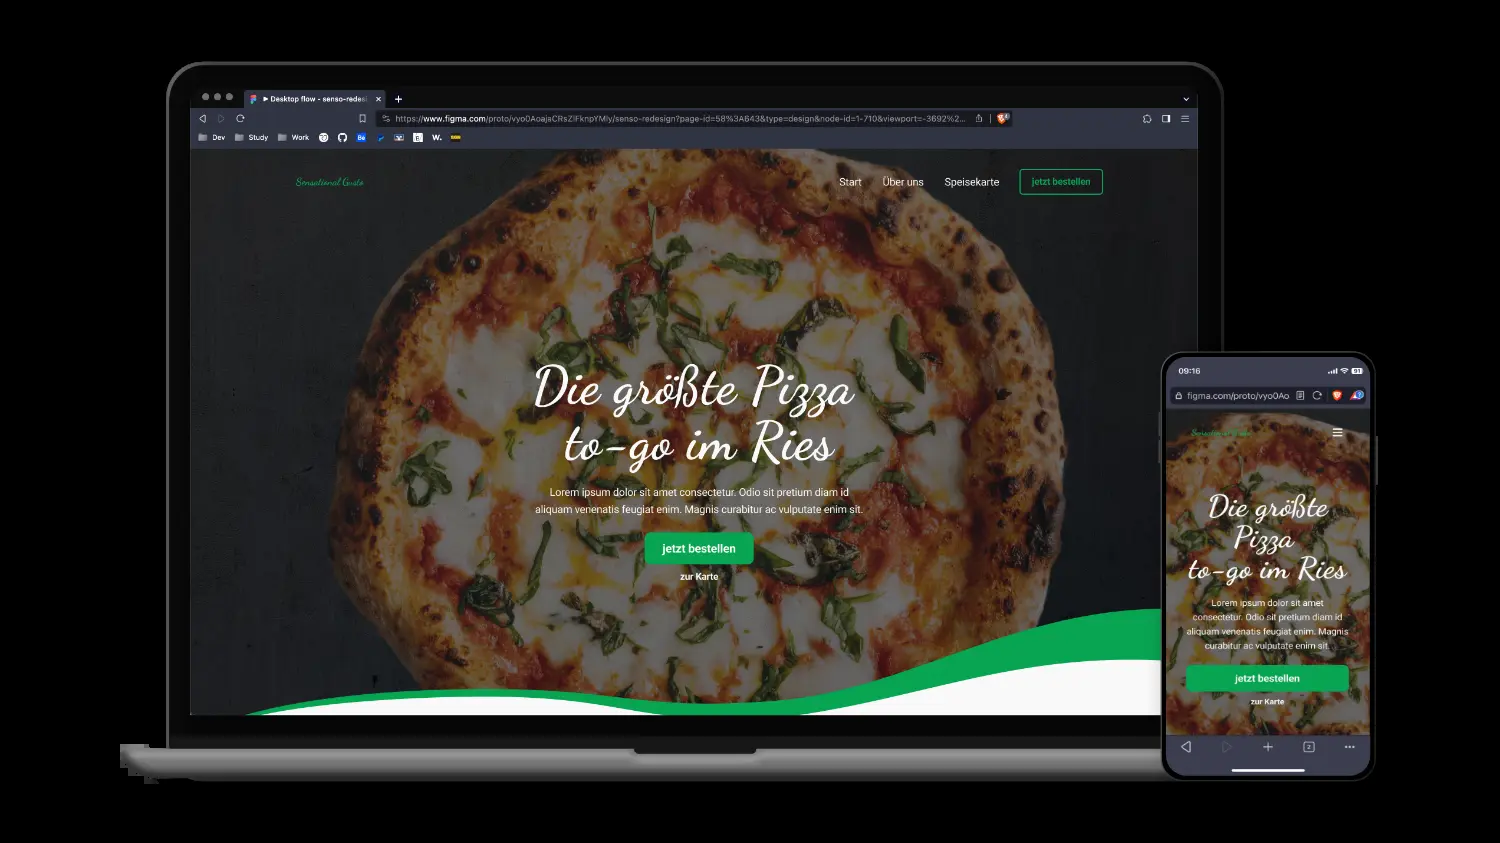 Desktop flow - senso-redesi
https://www.figma.com/proto/vyo0AoajaCRsZlFknpYMly/senso-redesign?page-id=58%3A643&type=design&node-id=1-710&viewport=-3692%2...
Dev Study Work
W.
Sensational Gusto
Start Über uns Speisekarte jetzt bestellen
Die größte Pizza
to-go im Ries
Lorem ipsum dolor sit amet consectetur. Odio sit pretium diam id
aliquam venenatis feugiat enim. Magnis curabitur ac vulputate enim sit.
jetzt bestellen
zur Karte
09:16
91
figma.com/proto/vyo0Ao
Die größte
Pizza
to-go im Ries
Lorem ipsum dolor sit amet
consectetur. Odio sit pretium diam id
aliquam venenatis feugiat enim. Magnis
curabitur ac vulputate enim sit.
jetzt bestellen
zur Karte
2